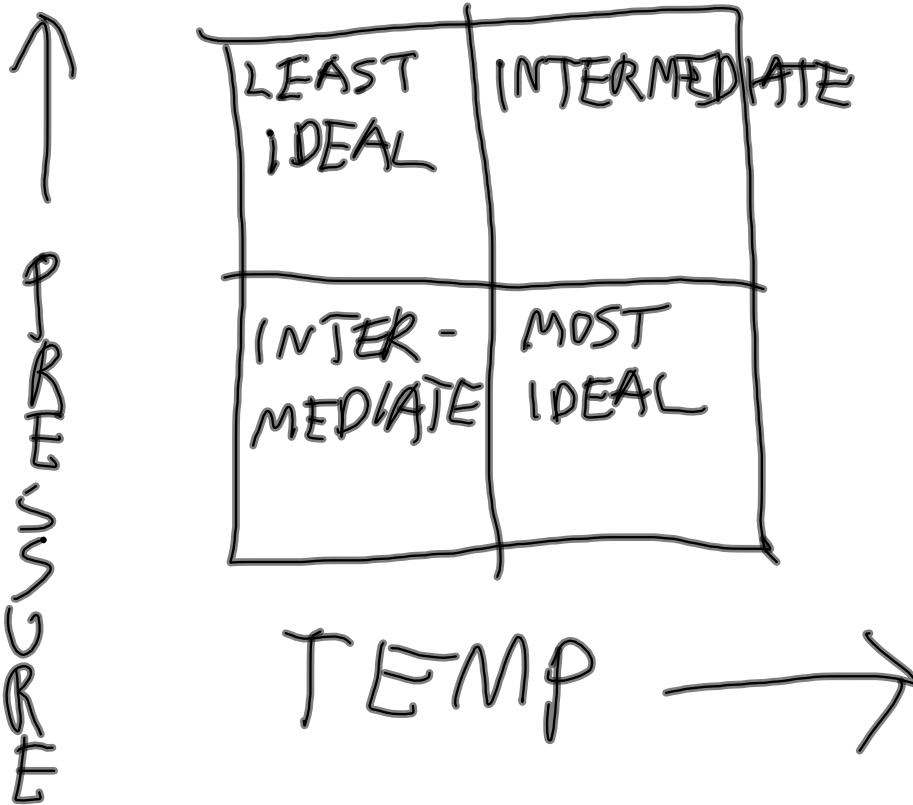 LEAST
IDEAL
INTERMEDIATE
INTER-
MEDIATE
MOST
IDEAL
PRESSURE
TEMP